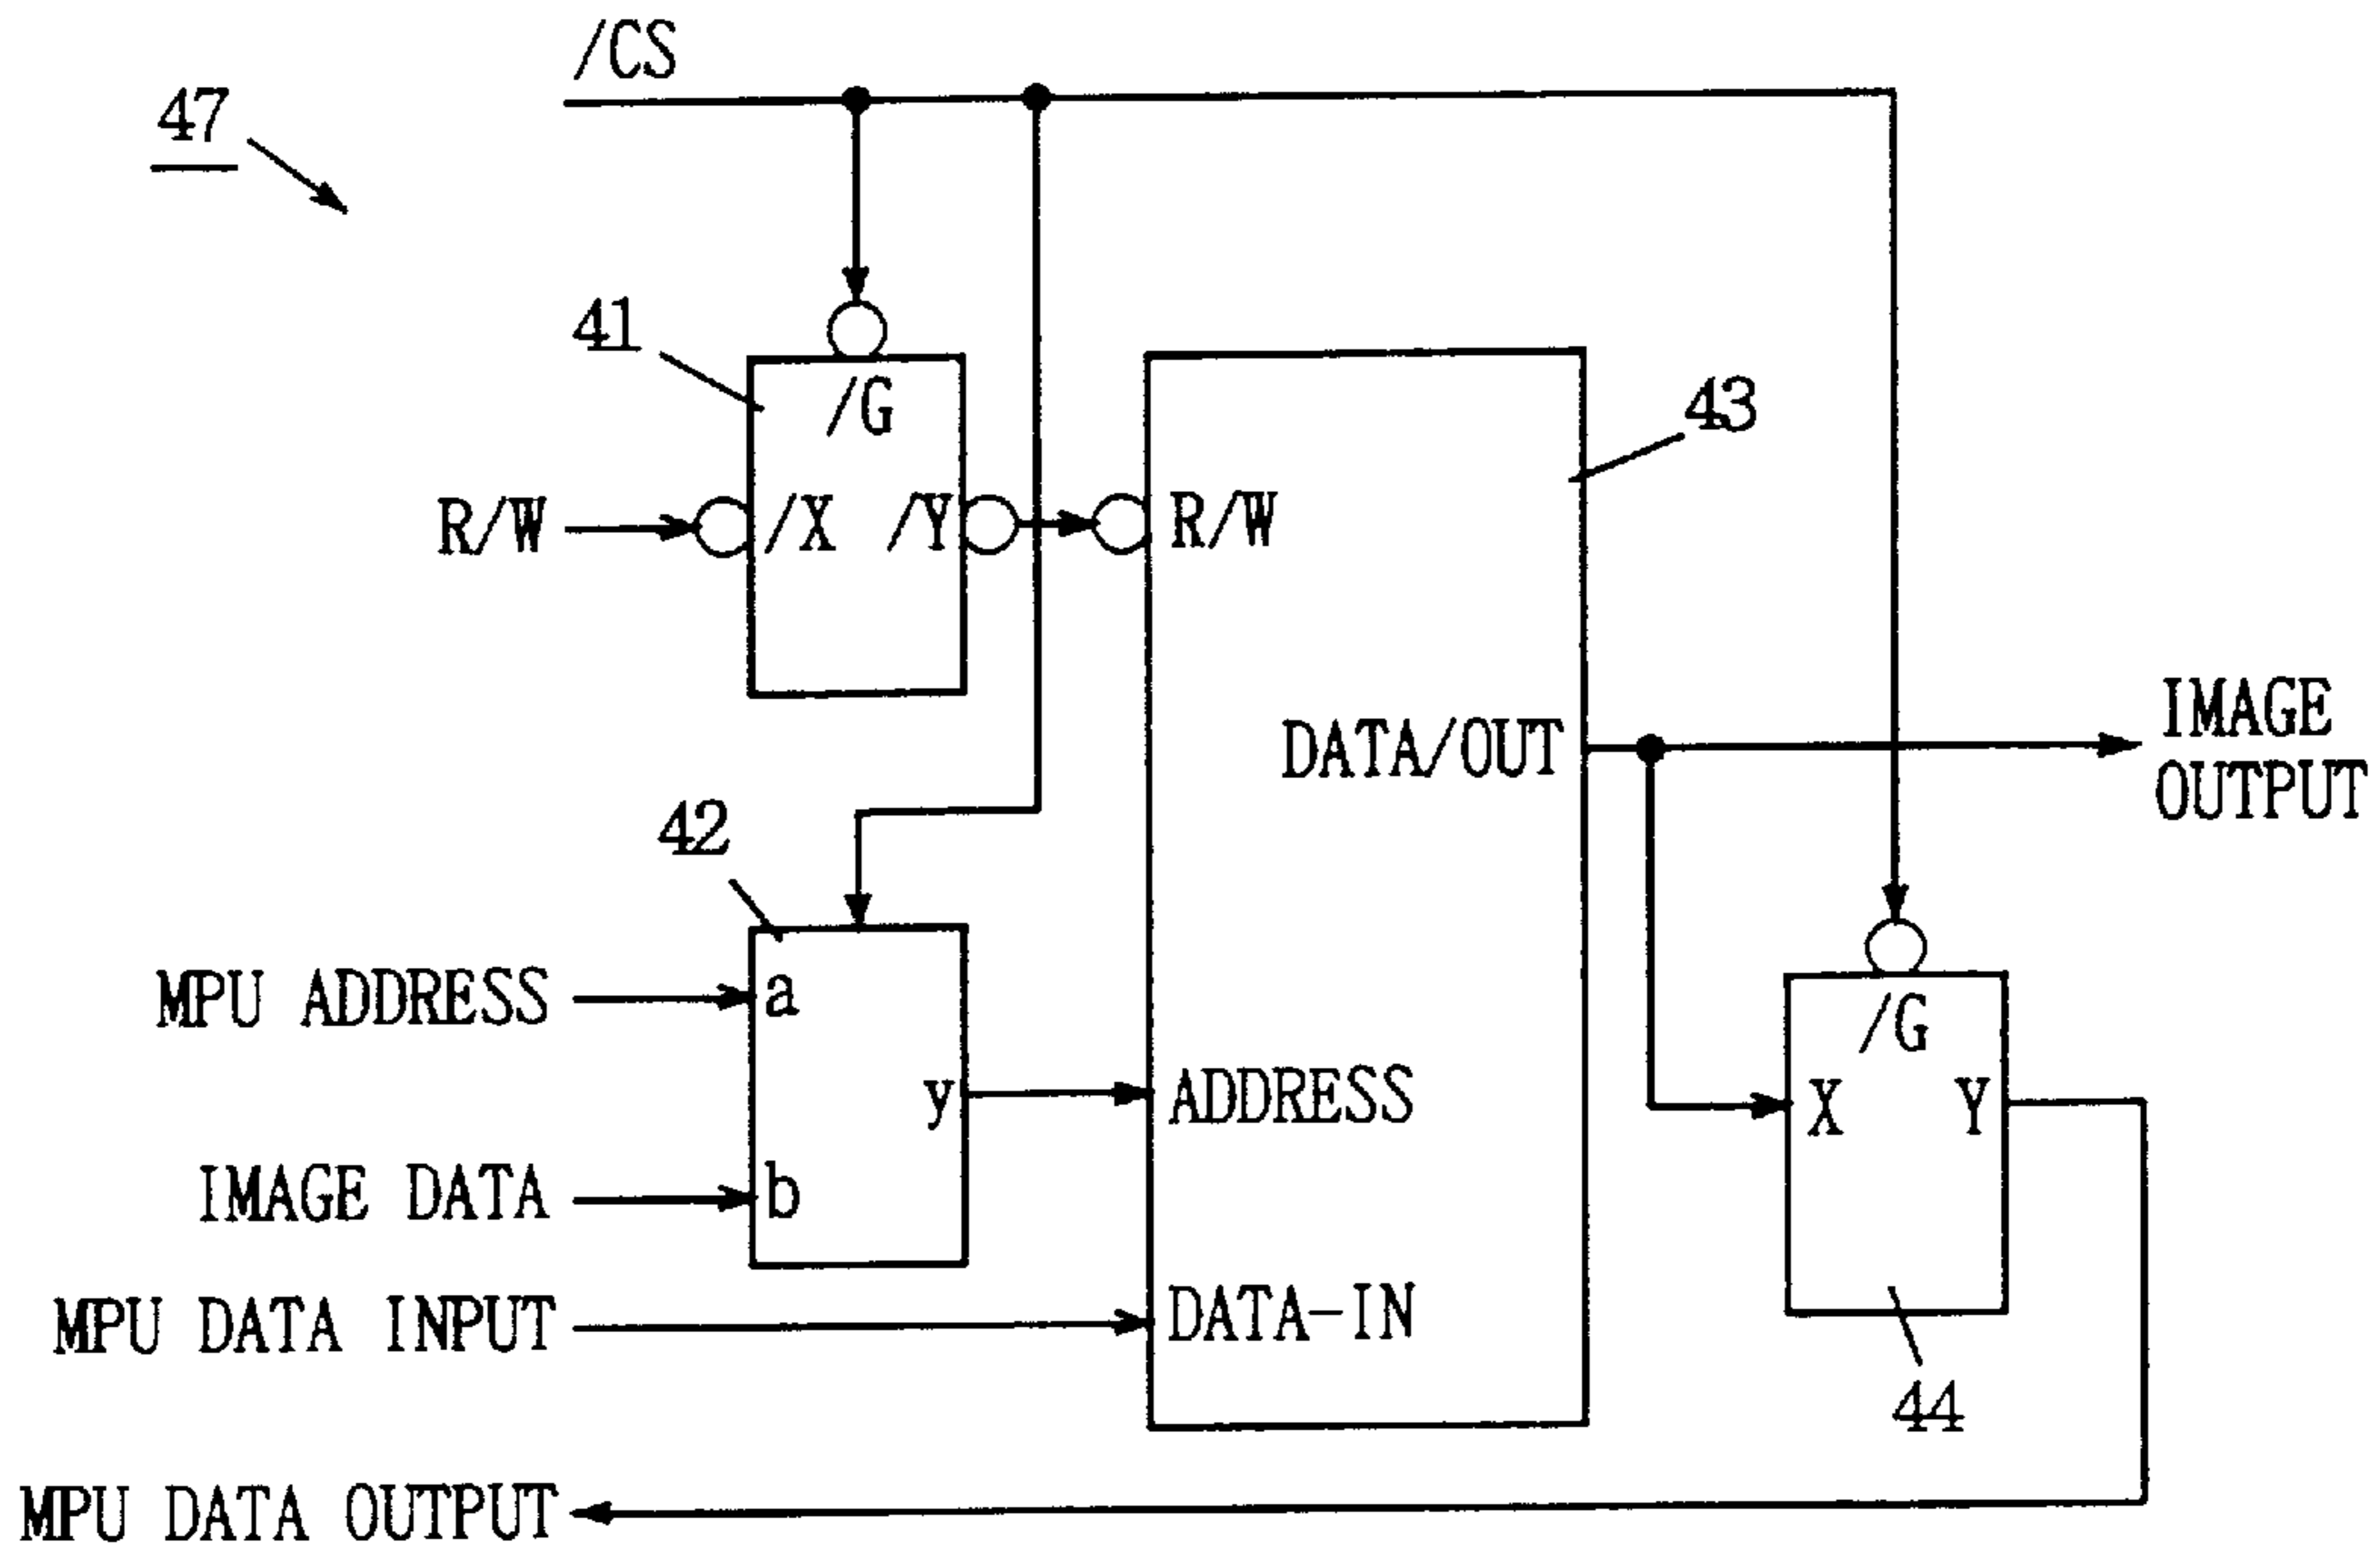 /CS
47
41
/G
43
R/W
/X
/Y
R/W
DATA/OUT
IMAGE
OUTPUT
42
MPU ADDRESS
a
/G
y
ADDRESS
X
Y
IMAGE DATA
b
MPU DATA INPUT
DATA-IN
44
MPU DATA OUTPUT